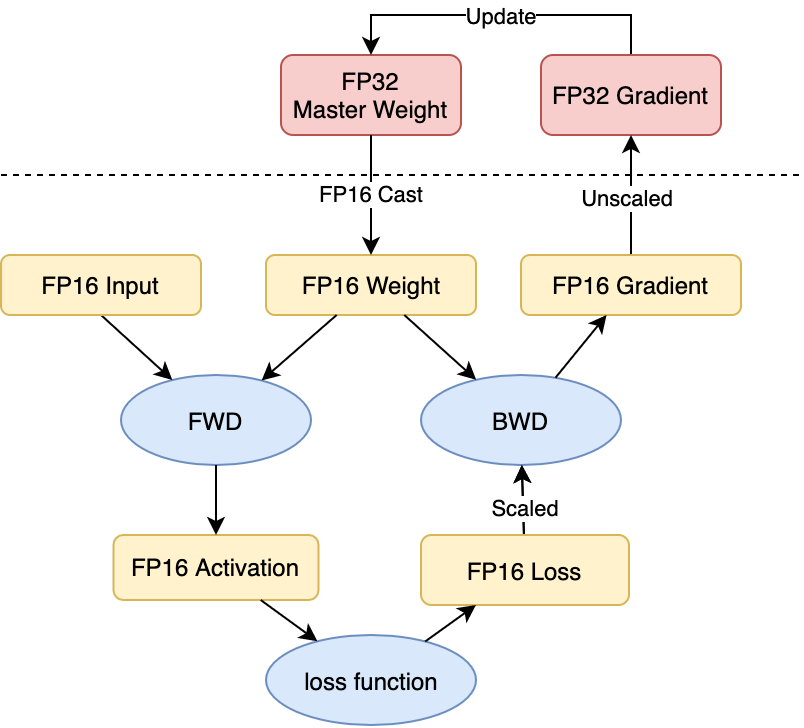 Update
FP32
Master Weight
FP32 Gradient
FP16 Cast
Unscaled
FP16 Input
FP16 Weight
FP16 Gradient
FWD
BWD
Scaled
FP16 Activation
FP16 Loss
loss function